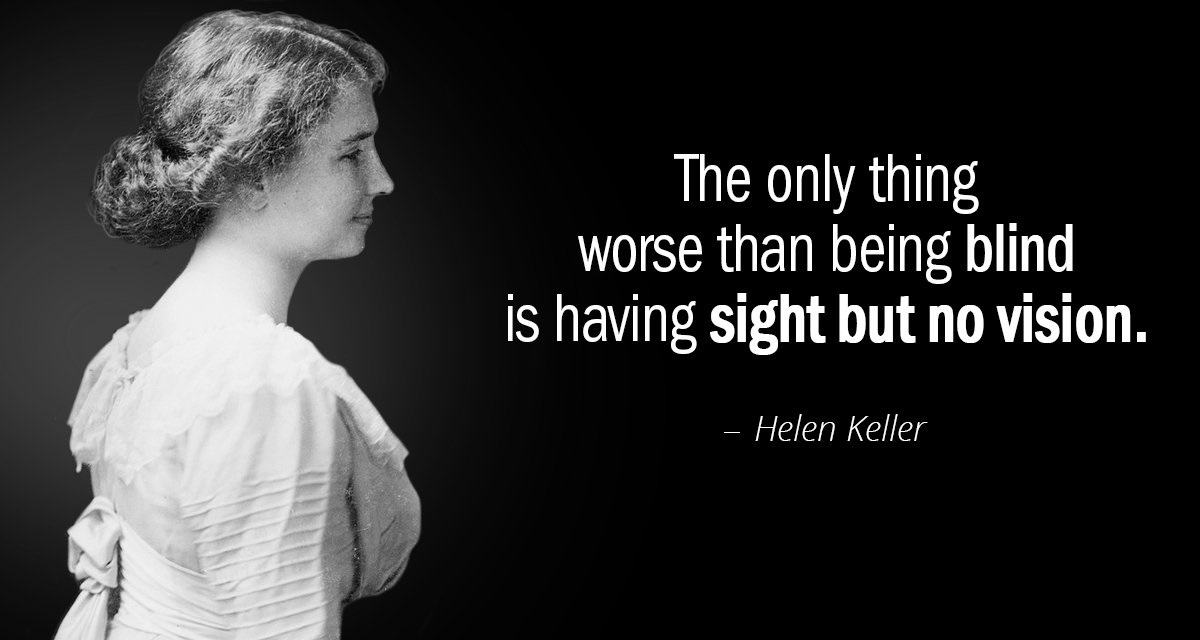 The only thing
worse than being blind
is having sight but no vision.
– Helen Keller